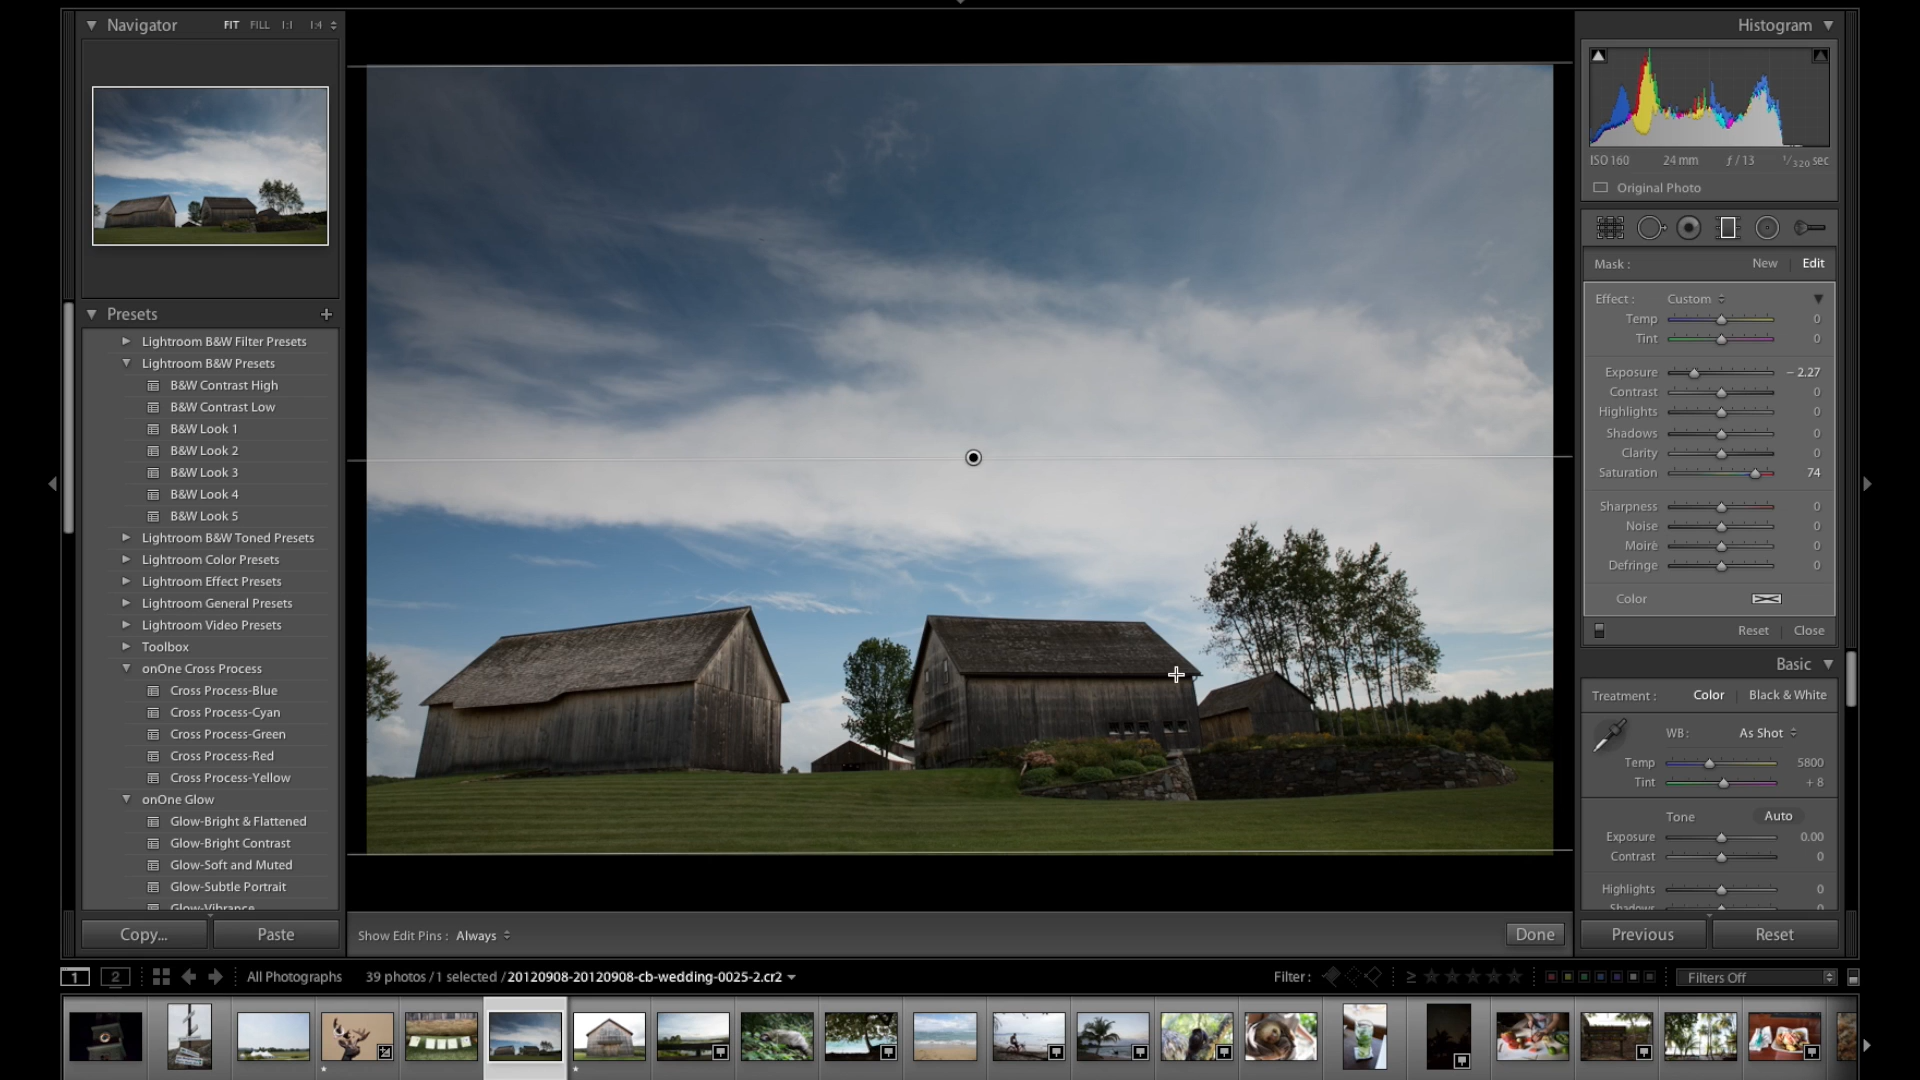 Navigator FIT FILL 1:1 1:4
Presets +
Lightroom B&W Filter Presets
Lightroom B&W Presets
B&W Contrast High
B&W Contrast Low
B&W Look 1
B&W Look 2
B&W Look 3
B&W Look 4
B&W Look 5
Lightroom B&W Toned Presets
Lightroom Color Presets
Lightroom Effect Presets
Lightroom General Presets
Lightroom Video Presets
Toolbox
onOne Cross Process
Cross Process-Blue
Cross Process-Cyan
Cross Process-Green
Cross Process-Red
Cross Process-Yellow
onOne Glow
Glow-Bright & Flattened
Glow-Bright Contrast
Glow-Soft and Muted
Glow-Subtle Portrait
Glow-Vibrance
Copy... Paste
Show Edit Pins : Always Done
Histogram
ISO 160 24 mm ƒ / 13 1/320 sec
Original Photo
Mask : New Edit
Effect : Custom
Temp 0
Tint 0
Exposure – 2.27
Contrast 0
Highlights 0
Shadows 0
Clarity 0
Saturation 74
Sharpness 0
Noise 0
Moiré 0
Defringe 0
Color
Reset Close
Basic
Treatment : Color Black & White
WB: As Shot
Temp 5800
Tint + 8
Tone Auto
Exposure 0.00
Contrast 0
Highlights 0
Shadows 0
Previous Reset
1 2 All Photographs 39 photos / 1 selected / 20120908-20120908-cb-wedding-0025-2.cr2 Filter : ≥ Filters Off